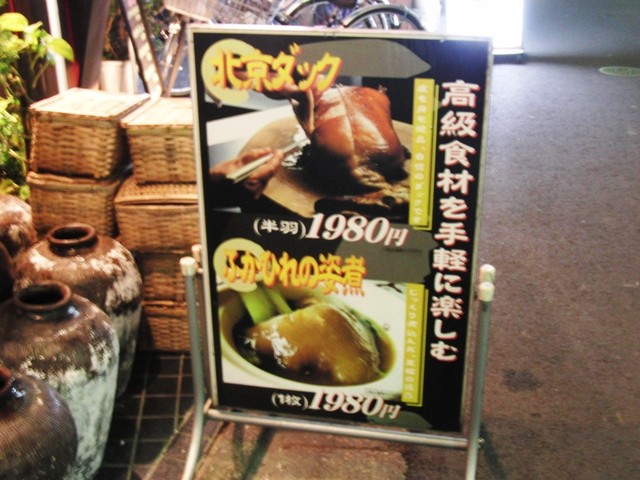 高級食材を手軽に楽しむ
北京ダック
(半羽)1980円
ふかひれの姿煮
(1枚)1980円